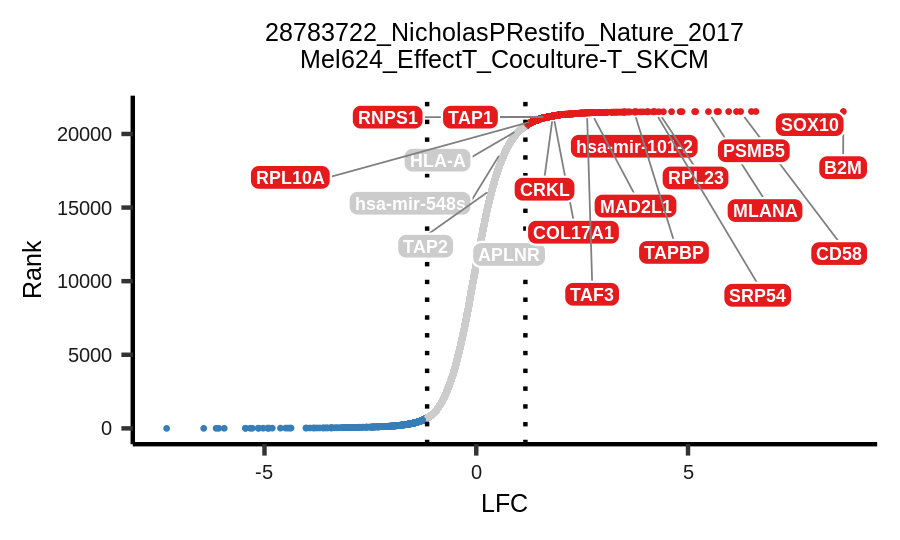 28783722_NicholasPRestifo_Nature_2017
Mel624_EffectT_Coculture-T_SKCM
Rank
20000
15000
10000
5000
0
RNPS1
TAP1
SOX10
hsa-mir-101-2
PSMB5
HLA-A
B2M
RPL10A
RPL23
CRKL
hsa-mir-548s
MAD2L1
MLANA
COL17A1
TAP2
APLNR
TAPBP
CD58
TAF3
SRP54
-5
0
5
LFC